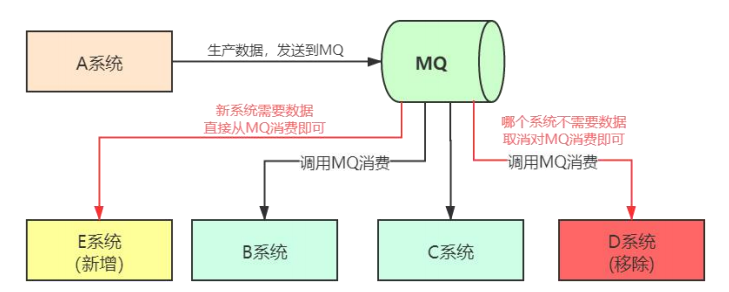 A系统
生产数据，发送到MQ
MQ
新系统需要数据
直接从MQ消费即可
哪个系统不需要数据
取消对MQ消费即可
调用MQ消费
调用MQ消费
E系统
(新增)
B系统
C系统
D系统
(移除)